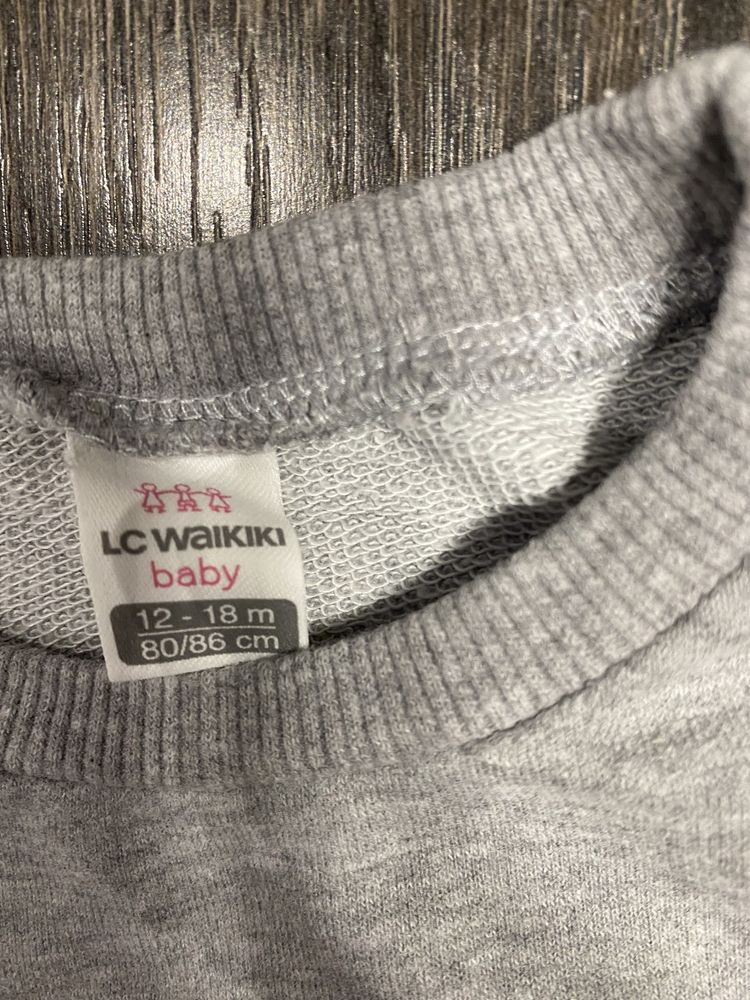 LC WAIKIKI
baby
12 - 18 m
80/86 cm